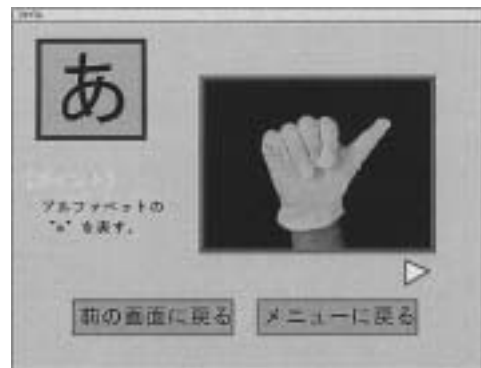 あ
アルファベットの
"a" を表す。
前の画面に戻る
メニューに戻る